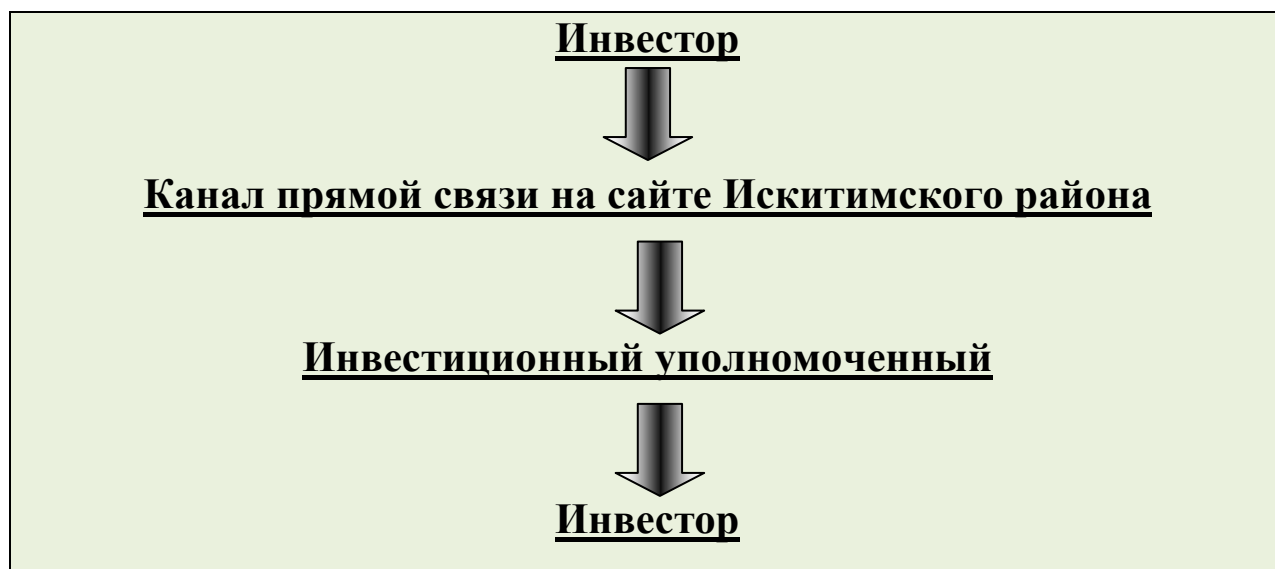 Инвестор
Канал прямой связи на сайте Искитимского района
Инвестиционный уполномоченный
Инвестор